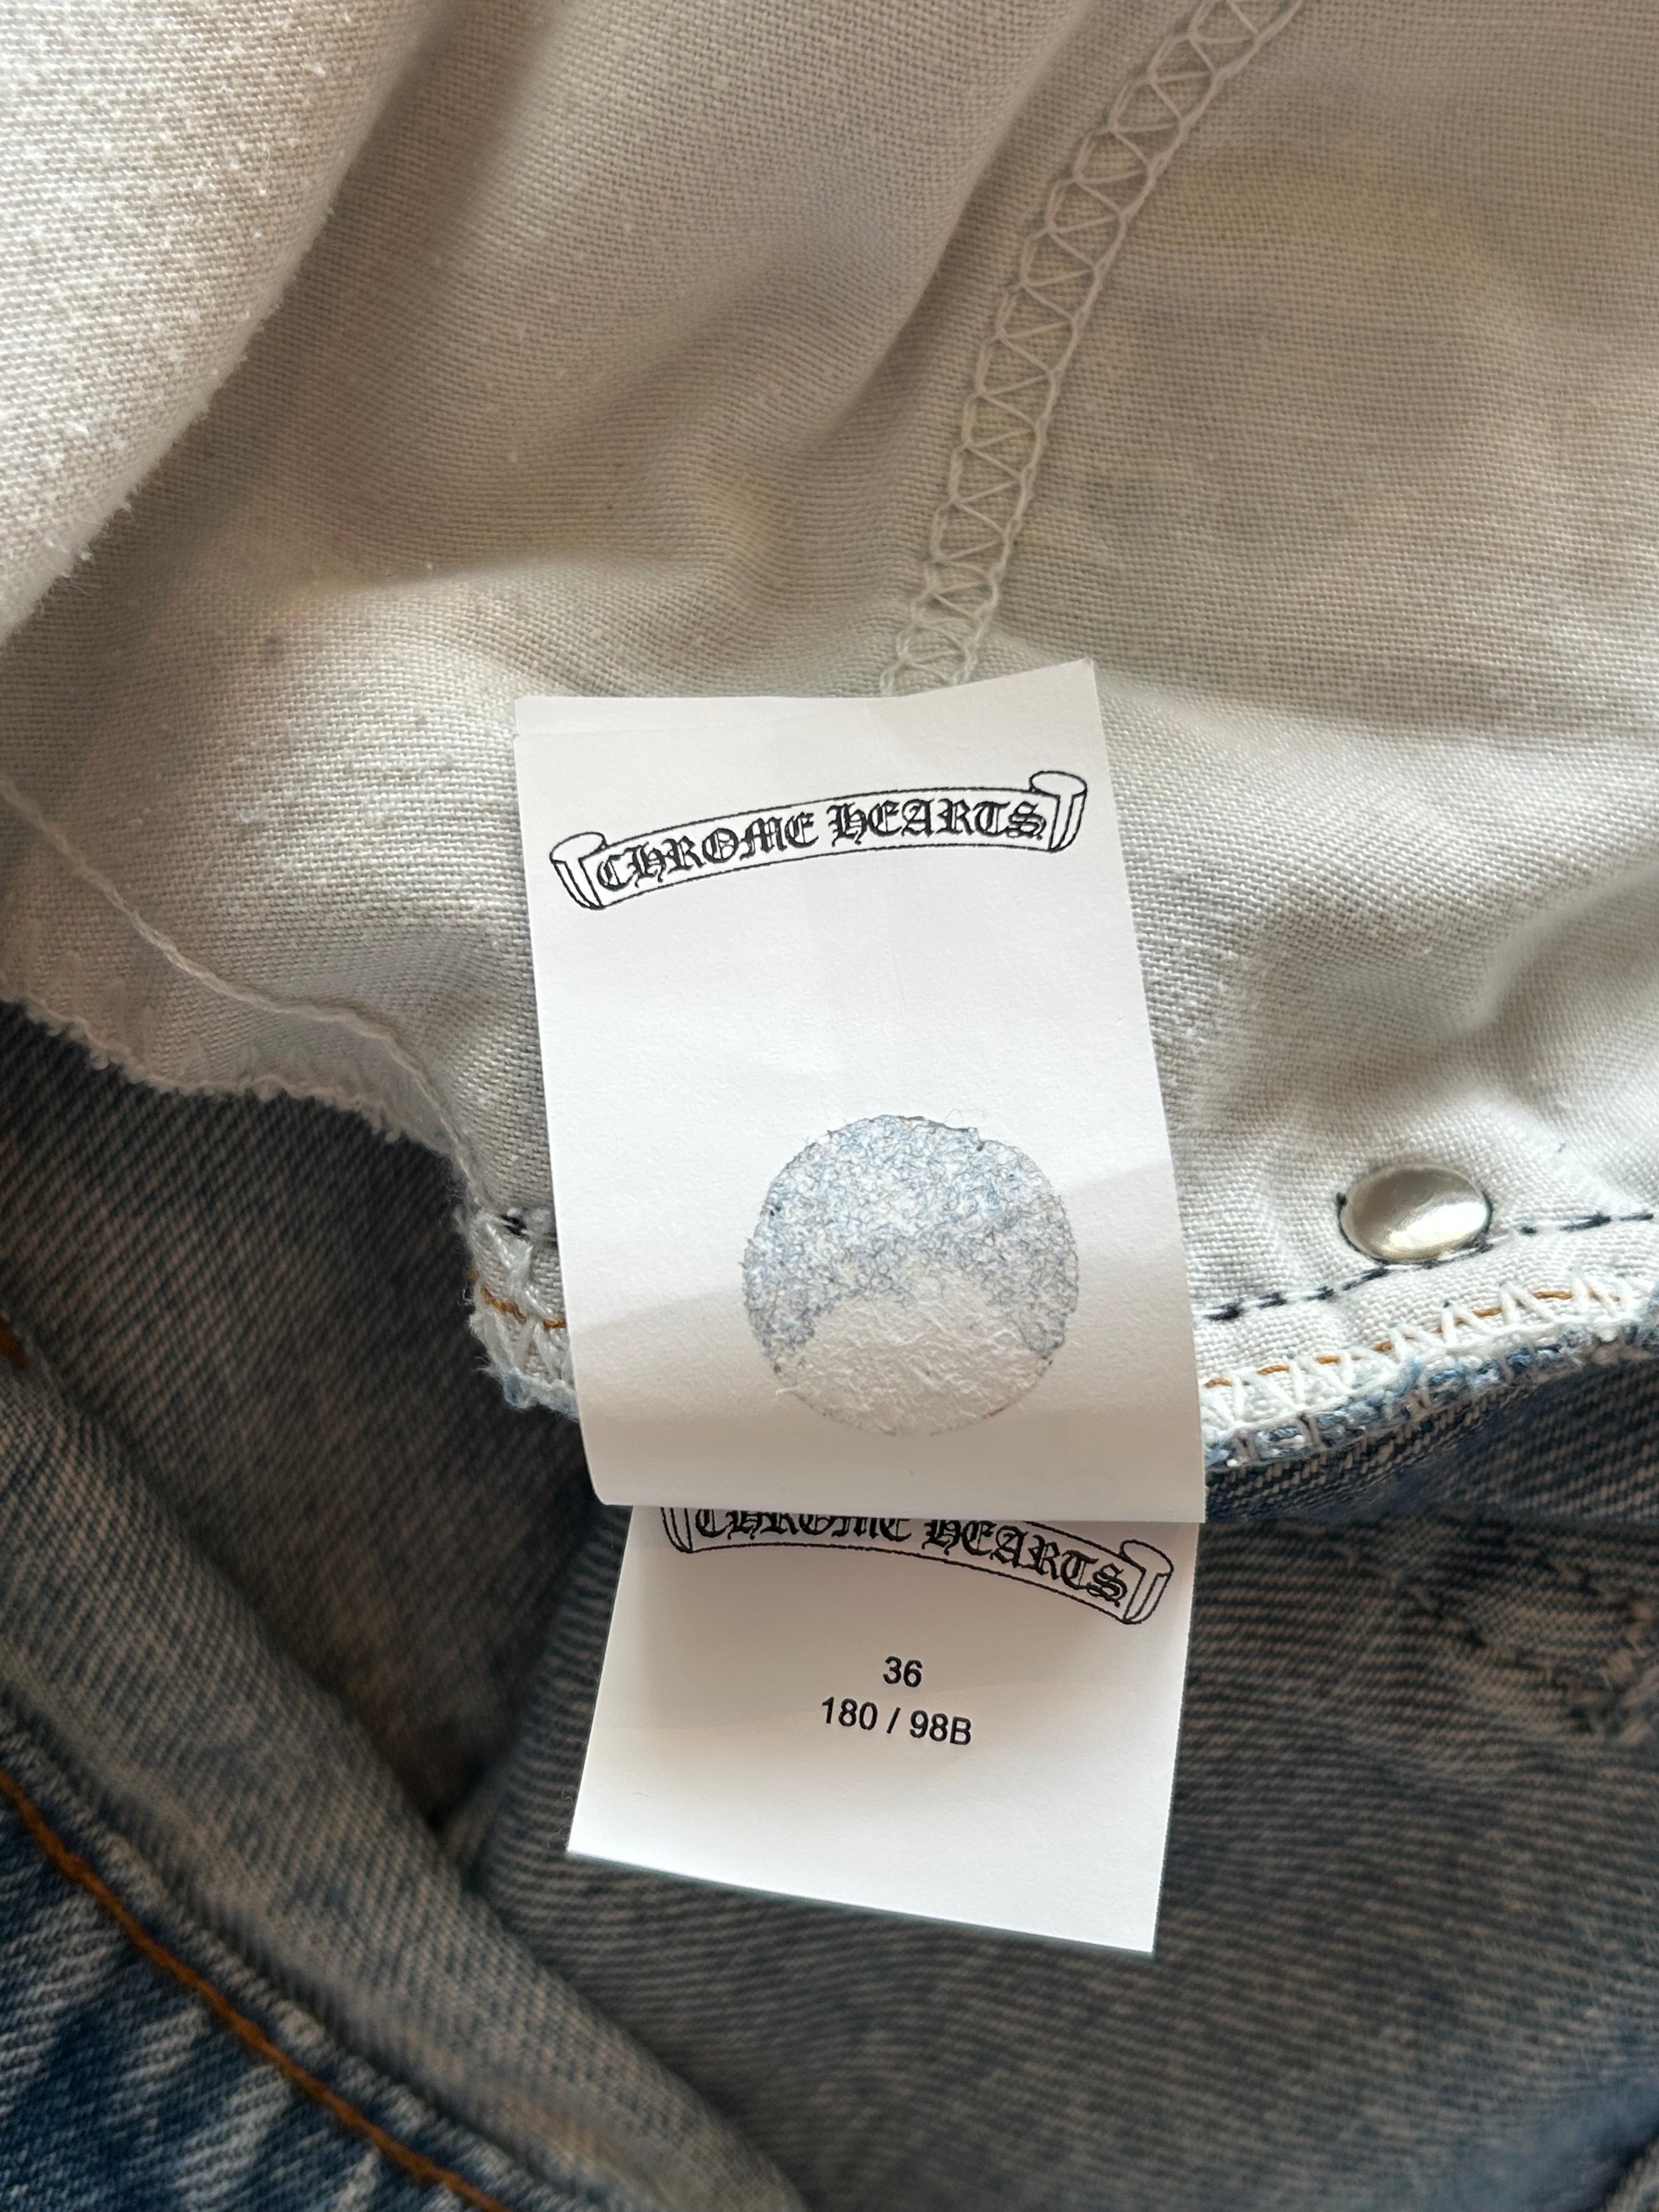 CHROME HEARTS
CHROME HEARTS
36
180 / 98B